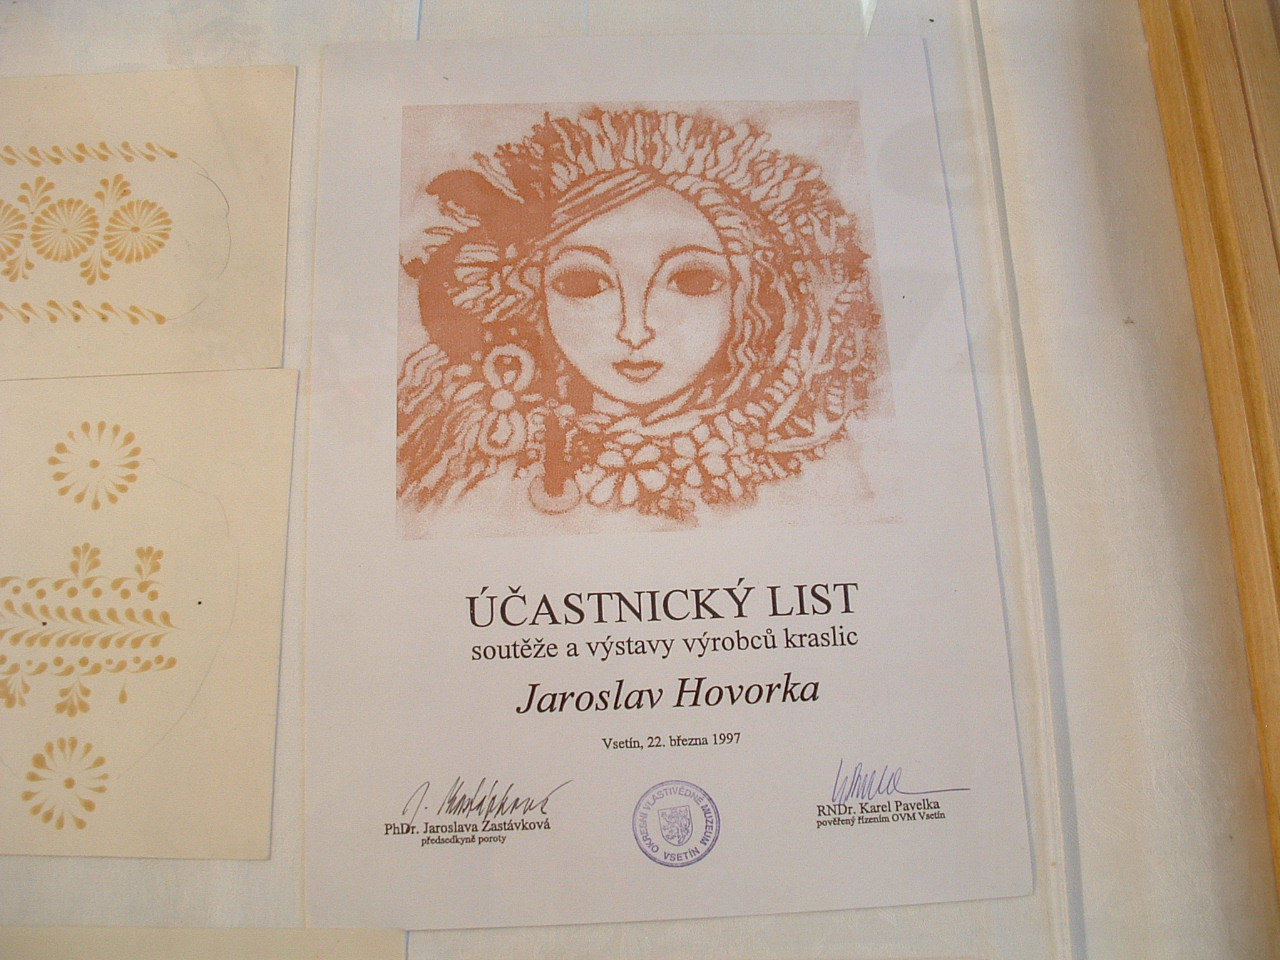 ÚČASTNICKÝ LIST
soutěže a výstavy výrobců kraslic
Jaroslav Hovorka
Vsetín, 22. března 1997
PhDr. Jaroslava Zastávková
předsedkyně poroty
OKRESNÍ VLASTIVĚDNÉ MUZEUM
VSETÍN
RNDr. Karel Pavelka
pověřený řízením OVM Vsetín